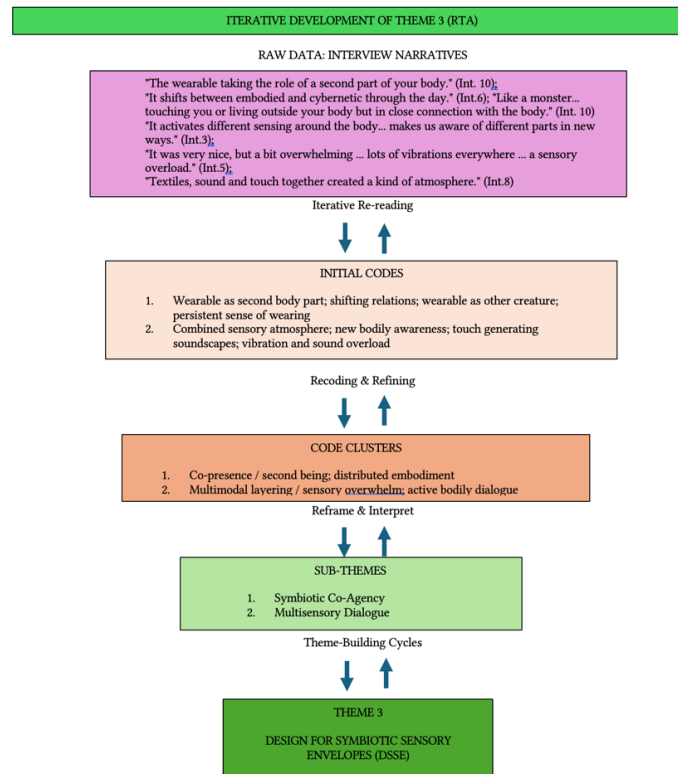 ITERATIVE DEVELOPMENT OF THEME 3 (RTA)
RAW DATA: INTERVIEW NARRATIVES
"The wearable taking the role of a second part of your body." (Int. 10);
"It shifts between embodied and cybernetic through the day." (Int.6); "Like a monster...
touching you or living outside your body but in close connection with the body." (Int. 10)
"It activates different sensing around the body... makes us aware of different parts in new
ways." (Int.3);
"It was very nice, but a bit overwhelming ... lots of vibrations everywhere ... a sensory
overload." (Int.5);
"Textiles, sound and touch together created a kind of atmosphere." (Int.8)
Iterative Re-reading
INITIAL CODES
1. Wearable as second body part; shifting relations; wearable as other creature;
persistent sense of wearing
2. Combined sensory atmosphere; new bodily awareness; touch generating
soundscapes; vibration and sound overload
Recoding & Refining
CODE CLUSTERS
1. Co-presence / second being; distributed embodiment
2. Multimodal layering / sensory overwhelm; active bodily dialogue
Reframe & Interpret
SUB-THEMES
1. Symbiotic Co-Agency
2. Multisensory Dialogue
Theme-Building Cycles
THEME 3
DESIGN FOR SYMBIOTIC SENSORY
ENVELOPES (DSSE)